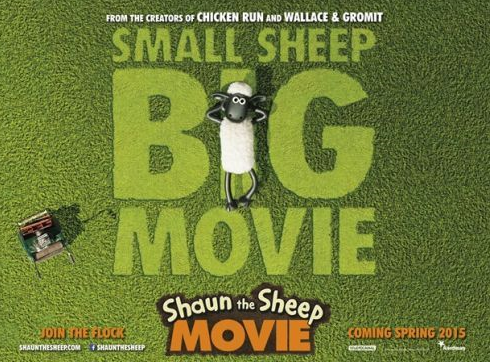 FROM THE CREATORS OF CHICKEN RUN AND WALLACE & GROMIT
SMALL SHEEP
BIG
MOVIE
Shaun the Sheep
MOVIE
JOIN THE FLOCK
SHAUNTHESHEEP.COM f SHAUNTHESHEEP
COMING SPRING 2015